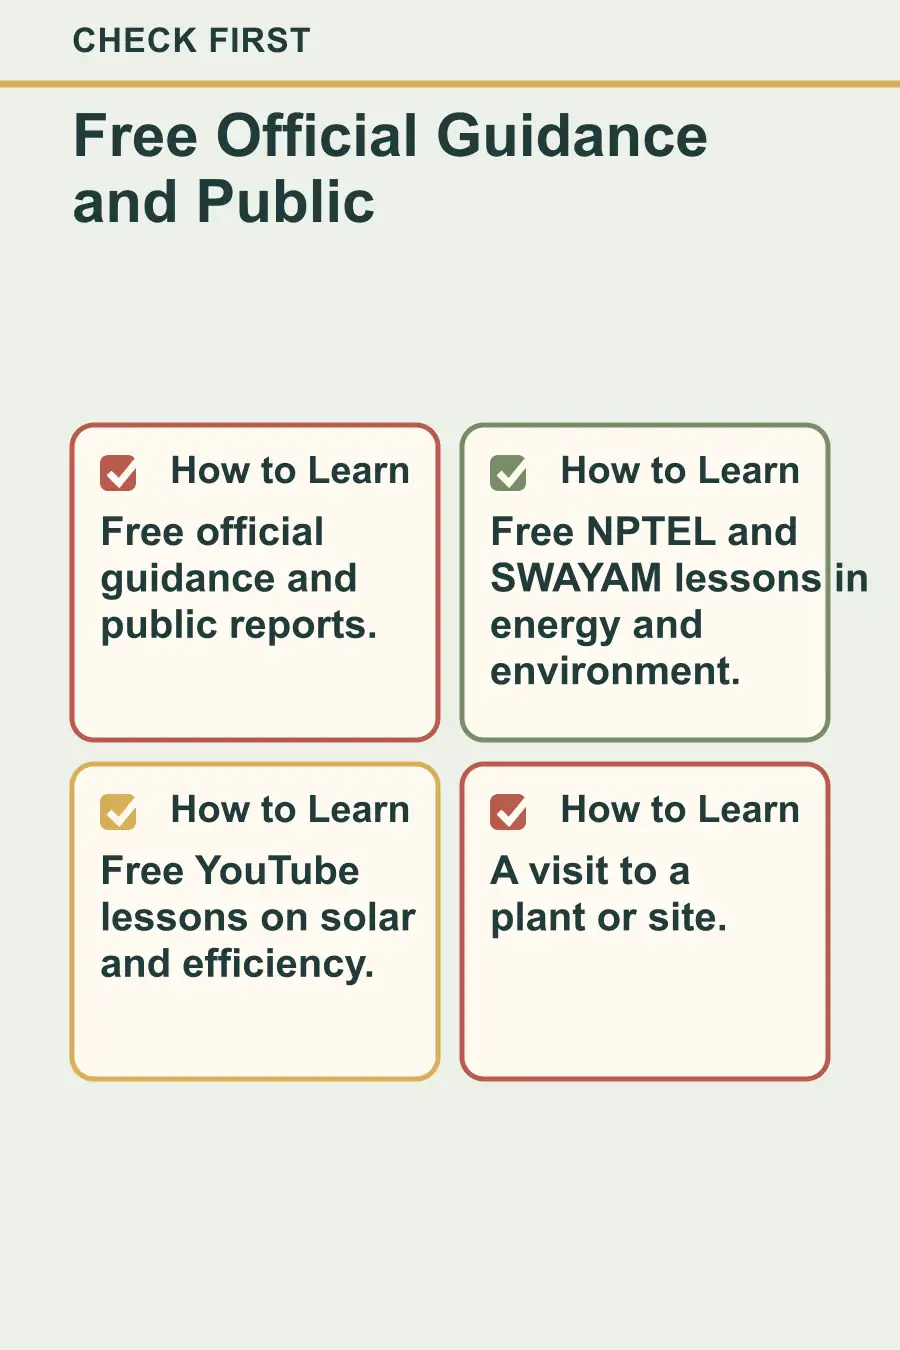 CHECK FIRST
Free Official Guidance
and Public
How to Learn
Free official
guidance and
public reports.
How to Learn
Free NPTEL and
SWAYAM lessons in
energy and
environment.
How to Learn
Free YouTube
lessons on solar
and efficiency.
How to Learn
A visit to a
plant or site.